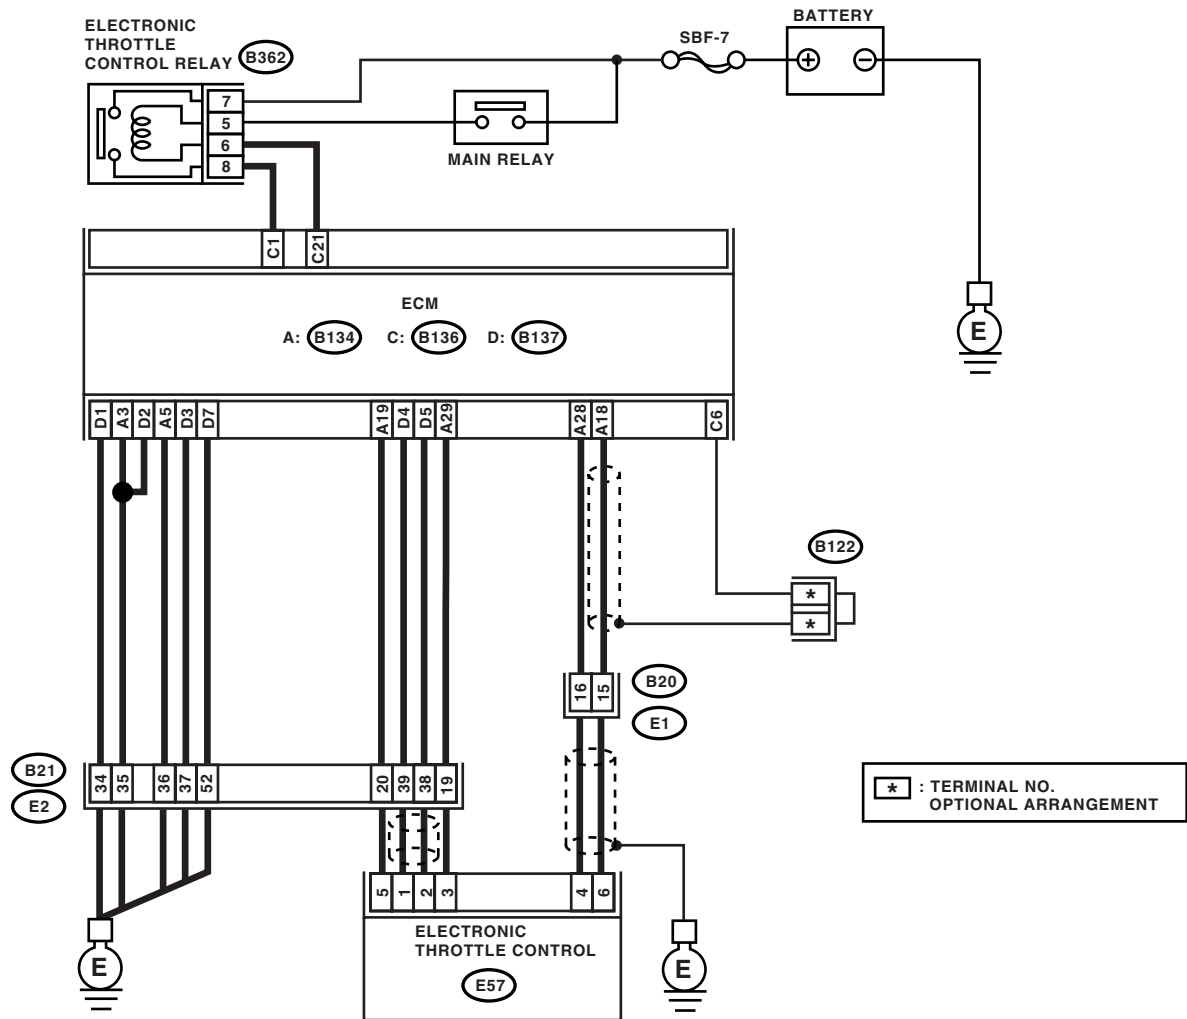 ELECTRONIC
THROTTLE
CONTROL RELAY
B362
SBF-7
BATTERY
7
5
6
8
MAIN RELAY
C1
C21
ECM
A: B134 C: B136 D: B137
D1 A3 D2 A5 D3 D7 A19 D4 D5 A29 A28 A18 C6
E
B122
*
*
16 15
B20
E1
B21
E2
34 35 36 37 52 20 39 38 19
* : TERMINAL NO.
OPTIONAL ARRANGEMENT
5 1 2 3 4 6
ELECTRONIC
THROTTLE CONTROL
E57
E
E